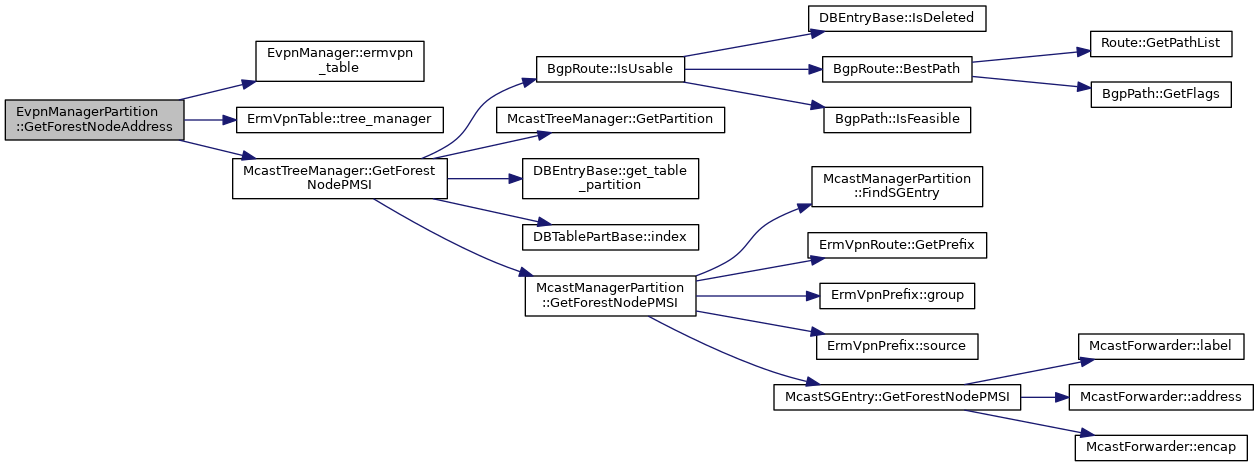 EvpnManagerPartition
::GetForestNodeAddress
EvpnManager::ermvpn
_table
ErmVpnTable::tree_manager
McastTreeManager::GetForest
NodePMSI
BgpRoute::IsUsable
McastTreeManager::GetPartition
DBEntryBase::get_table
_partition
DBTablePartBase::index
McastManagerPartition
::GetForestNodePMSI
DBEntryBase::IsDeleted
BgpRoute::BestPath
BgpPath::IsFeasible
McastManagerPartition
::FindSGEntry
ErmVpnRoute::GetPrefix
ErmVpnPrefix::group
ErmVpnPrefix::source
McastSGEntry::GetForestNodePMSI
Route::GetPathList
BgpPath::GetFlags
McastForwarder::label
McastForwarder::address
McastForwarder::encap